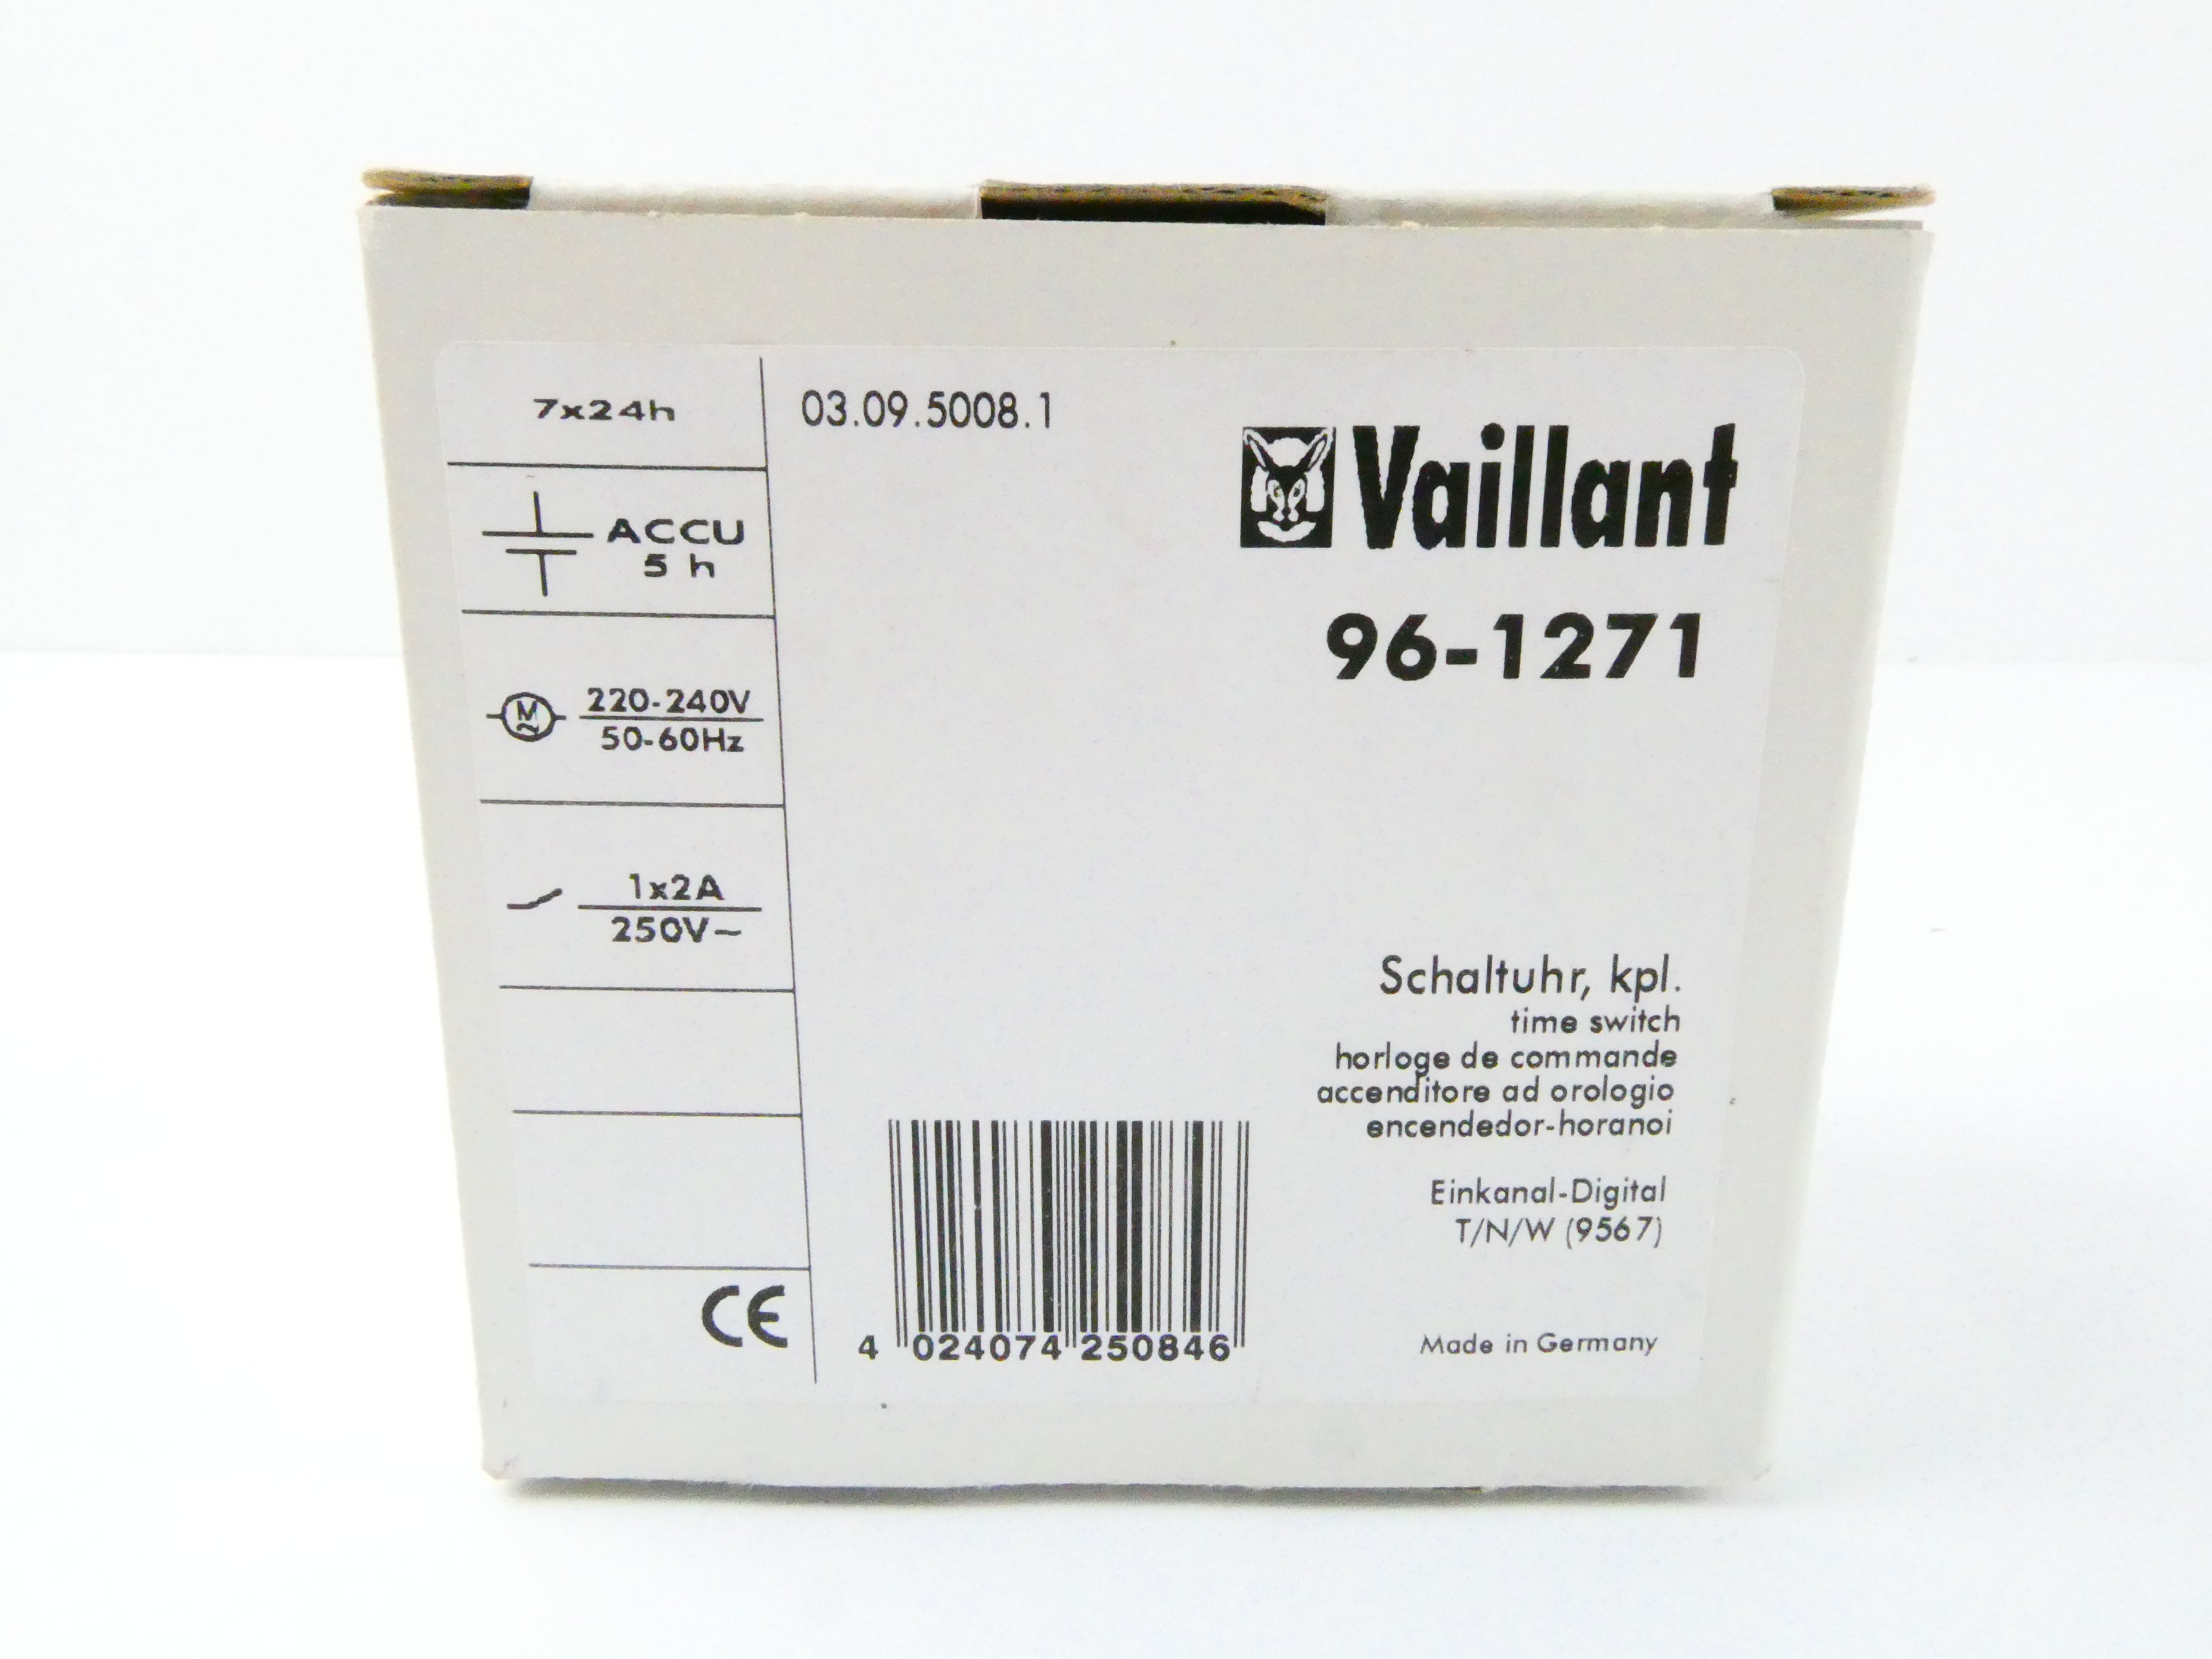 7x24h
ACCU
5 h
M
220-240V
50-60Hz
1x2A
250V~
CE
03.09.5008.1
Vaillant
96-1271
Schaltuhr, kpl.
time switch
horloge de commande
accenditore ad orologio
encendedor-horanoi
Einkanal-Digital
T/N/W (9567)
4 024074 250846
Made in Germany